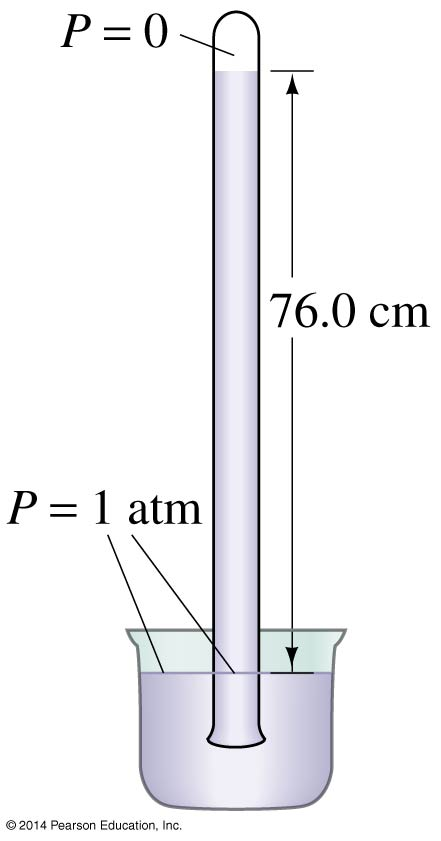 P = 0
76.0 cm
P = 1 atm
© 2014 Pearson Education, Inc.